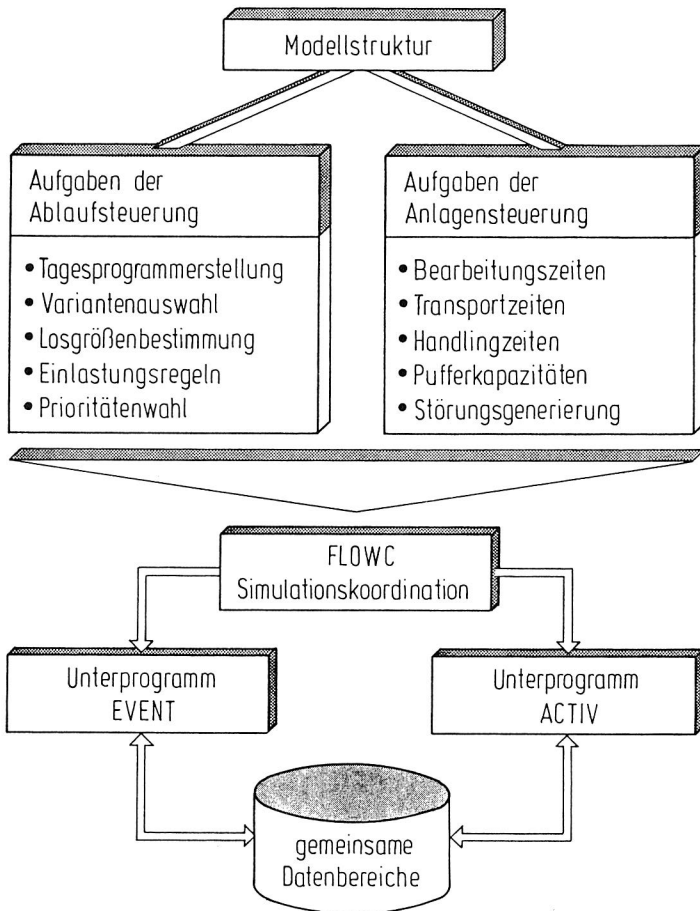 Modellstruktur
Aufgaben der
Ablaufsteuerung
• Tagesprogrammerstellung
• Variantenauswahl
• Losgrößenbestimmung
• Einlastungsregeln
• Prioritätenwahl
Aufgaben der
Anlagensteuerung
• Bearbeitungszeiten
• Transportzeiten
• Handlingzeiten
• Pufferkapazitäten
• Störungsgenerierung
FLOWC
Simulationskoordination
Unterprogramm
EVENT
Unterprogramm
ACTIV
gemeinsame
Datenbereiche